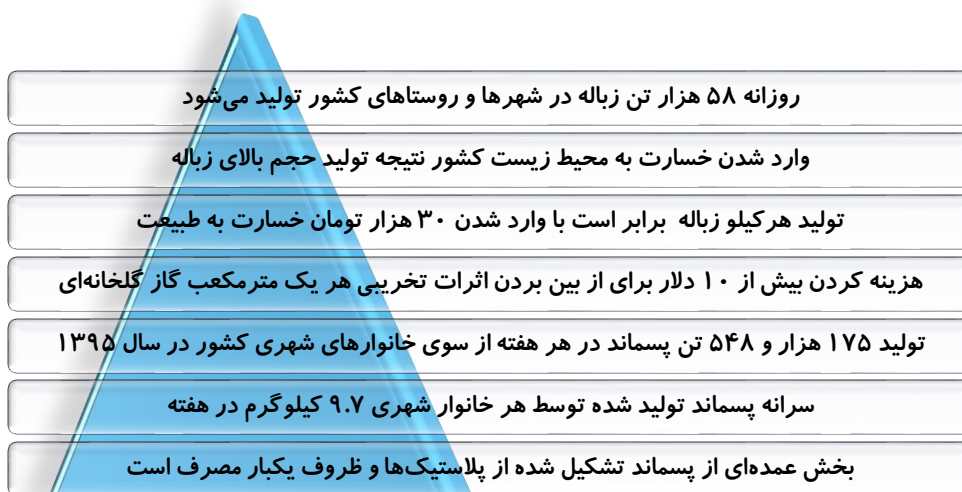 روزانه ۵۸ هزار تن زباله در شهرها و روستاهای کشور تولید می‌شود
وارد شدن خسارت به محیط زیست کشور نتیجه تولید حجم بالای زباله
تولید هرکیلو زباله برابر است با وارد شدن ۳۰ هزار تومان خسارت به طبیعت
هزینه کردن بیش از ۱۰ دلار برای از بین بردن اثرات تخریبی هر یک مترمکعب گاز گلخانه‌ای
تولید ۱۷۵ هزار و ۵۴۸ تن پسماند در هر هفته از سوی خانوارهای شهری کشور در سال ۱۳۹۵
سرانه پسماند تولید شده توسط هر خانوار شهری ۹.۷ کیلوگرم در هفته
بخش عمده‌ای از پسماند تشکیل شده از پلاستیک‌ها و ظروف یکبار مصرف است